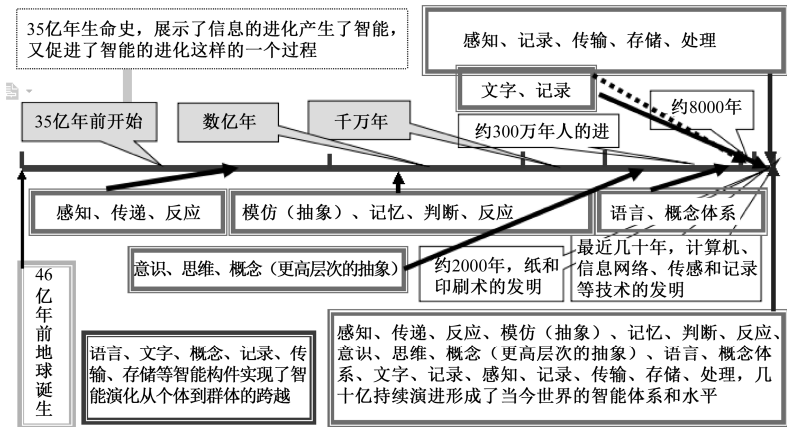 35亿年生命史，展示了信息的进化产生了智能，
又促进了智能的进化这样的一个过程
感知、记录、传输、存储、处理
文字、记录
35亿年前开始
数亿年
千万年
约300万年人的进
约8000年
感知、传递、反应
模仿（抽象）、记忆、判断、反应
语言、概念体系
意识、思维、概念（更高层次的抽象）
约2000年，纸和
印刷术的发明
最近几十年，计算机、
信息网络、传感和记录
等技术的发明
46
亿
年
前
地
球
诞
生
语言、文字、概念、记录、传
输、存储等智能构件实现了智
能演化从个体到群体的跨越
感知、传递、反应、模仿（抽象）、记忆、判断、反应、
意识、思维、概念（更高层次的抽象）、语言、概念体
系、文字、记录、感知、记录、传输、存储、处理，几
十亿持续演进形成了当今世界的智能体系和水平